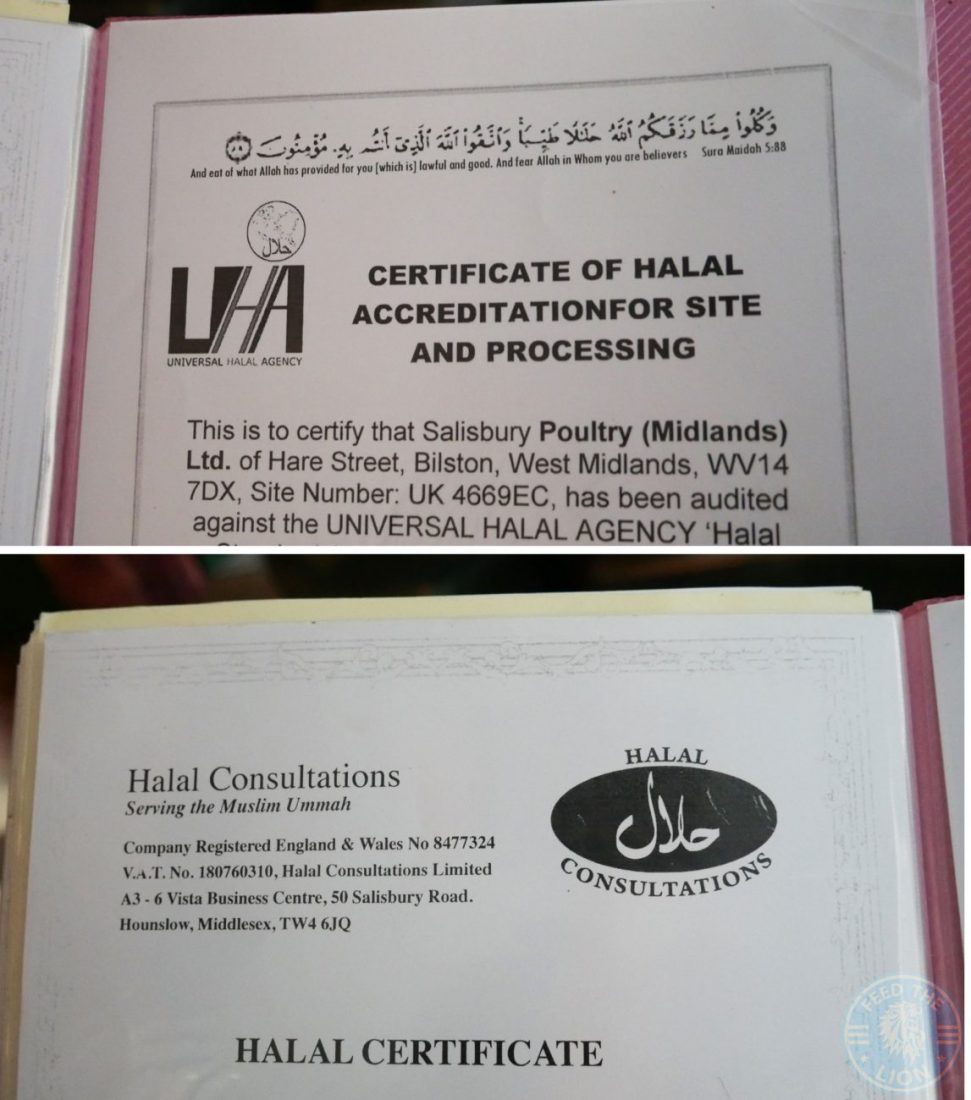 وَكُلُوا۟ مِمَّا رَزَقَكُمُ ٱللَّهُ حَلَـٰلًا طَيِّبًا ۚ وَٱتَّقُوا۟ ٱللَّهَ ٱلَّذِىٓ أَنتُم بِهِۦ مُؤْمِنُونَ ٨٨
And eat of what Allah has provided for you [which is] lawful and good. And fear Allah in Whom you are believers Sura Maidah 5:88
حلال
UHA
UNIVERSAL HALAL AGENCY
CERTIFICATE OF HALAL
ACCREDITATIONFOR SITE
AND PROCESSING
This is to certify that Salisbury Poultry (Midlands)
Ltd. of Hare Street, Bilston, West Midlands, WV14
7DX, Site Number: UK 4669EC, has been audited
against the UNIVERSAL HALAL AGENCY ‘Halal
Halal Consultations
Serving the Muslim Ummah
Company Registered England & Wales No 8477324
V.A.T. No. 180760310, Halal Consultations Limited
A3 - 6 Vista Business Centre, 50 Salisbury Road.
Hounslow, Middlesex, TW4 6JQ
HALAL
حلال
CONSULTATIONS
HALAL CERTIFICATE
FEED THE
LION